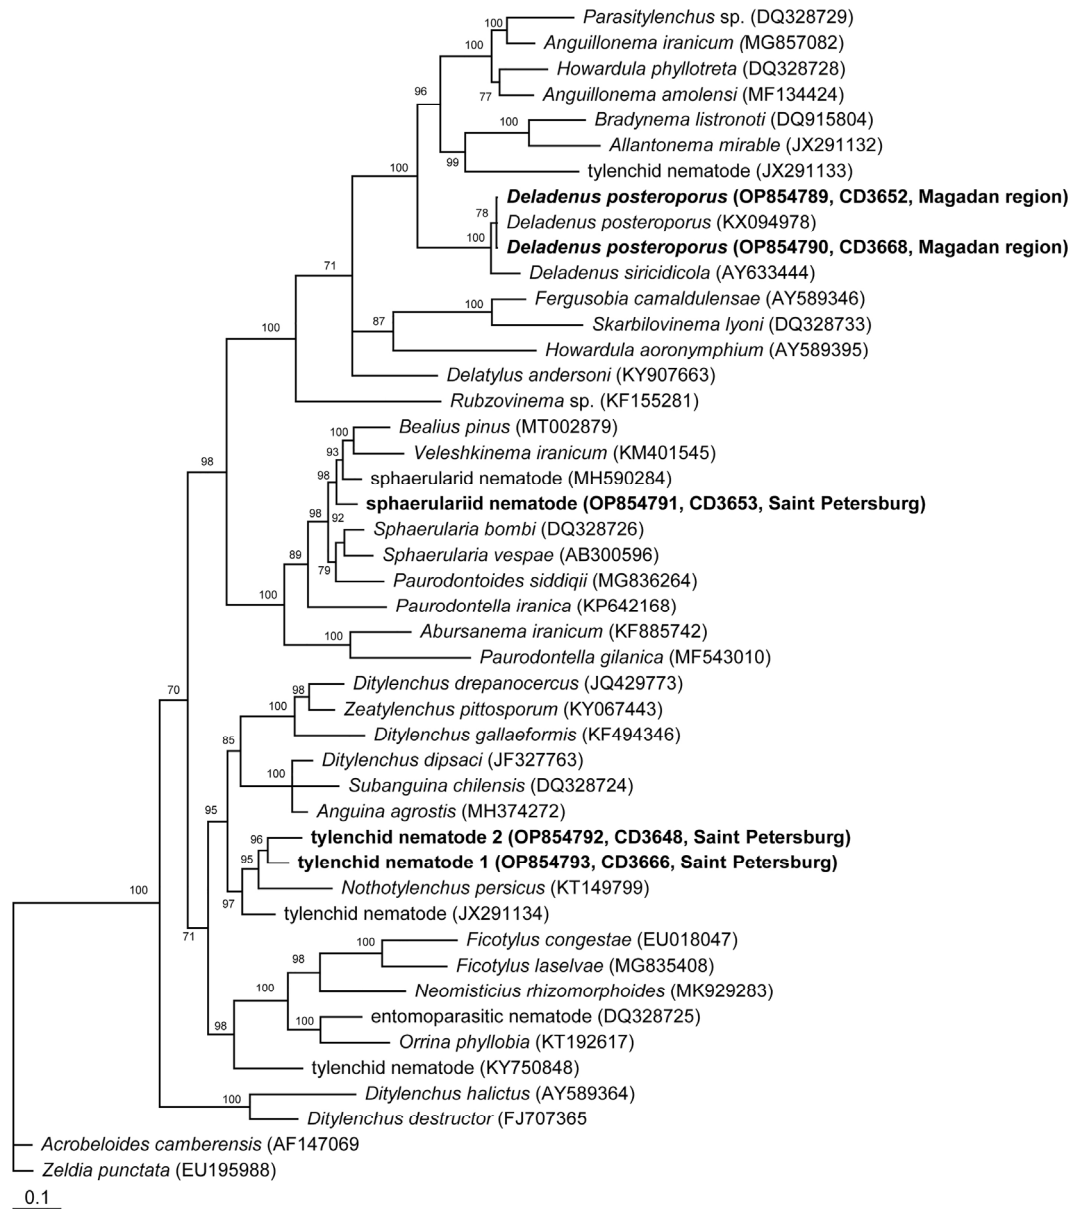 Parasitylenchus sp. (DQ328729)
100
Anguillonema iranicum (MG857082)
100
Howardula phyllotreta (DQ328728)
77
Anguillonema amolensi (MF134424)
96
Bradynema listronoti (DQ915804)
100
Allantonema mirable (JX291132)
99
tylenchid nematode (JX291133)
100
Deladenus posteroporus (OP854789, CD3652, Magadan region)
78
Deladenus posteroporus (KX094978)
100
Deladenus posteroporus (OP854790, CD3668, Magadan region)
71
Deladenus siricidicola (AY633444)
Fergusobia camaldulensae (AY589346)
100
87
Skarbilovinema lyoni (DQ328733)
100
Howardula aoronymphium (AY589395)
Delatylus andersoni (KY907663)
Rubzovinema sp. (KF155281)
Bealius pinus (MT002879)
100
93
Veleshkinema iranicum (KM401545)
98
98
sphaerularid nematode (MH590284)
sphaerulariid nematode (OP854791, CD3653, Saint Petersburg)
98
92
Sphaerularia bombi (DQ328726)
89
Sphaerularia vespae (AB300596)
79
Paurodontoides siddiqii (MG836264)
100
Paurodontella iranica (KP642168)
Abursanema iranicum (KF885742)
100
Paurodontella gilanica (MF543010)
70
98
Ditylenchus drepanocercus (JQ429773)
100
Zeatylenchus pittosporum (KY067443)
85
Ditylenchus gallaeformis (KF494346)
Ditylenchus dipsaci (JF327763)
100
Subanguina chilensis (DQ328724)
95
Anguina agrostis (MH374272)
96
tylenchid nematode 2 (OP854792, CD3648, Saint Petersburg)
95
tylenchid nematode 1 (OP854793, CD3666, Saint Petersburg)
100
Nothotylenchus persicus (KT149799)
97
tylenchid nematode (JX291134)
71
Ficotylus congestae (EU018047)
100
98
Ficotylus laselvae (MG835408)
100
Neomisticius rhizomorphoides (MK929283)
entomoparasitic nematode (DQ328725)
98
100
Orrina phyllobia (KT192617)
tylenchid nematode (KY750848)
Ditylenchus halictus (AY589364)
100
Ditylenchus destructor (FJ707365
Acrobeloides camberensis (AF147069
Zeldia punctata (EU195988)
0.1